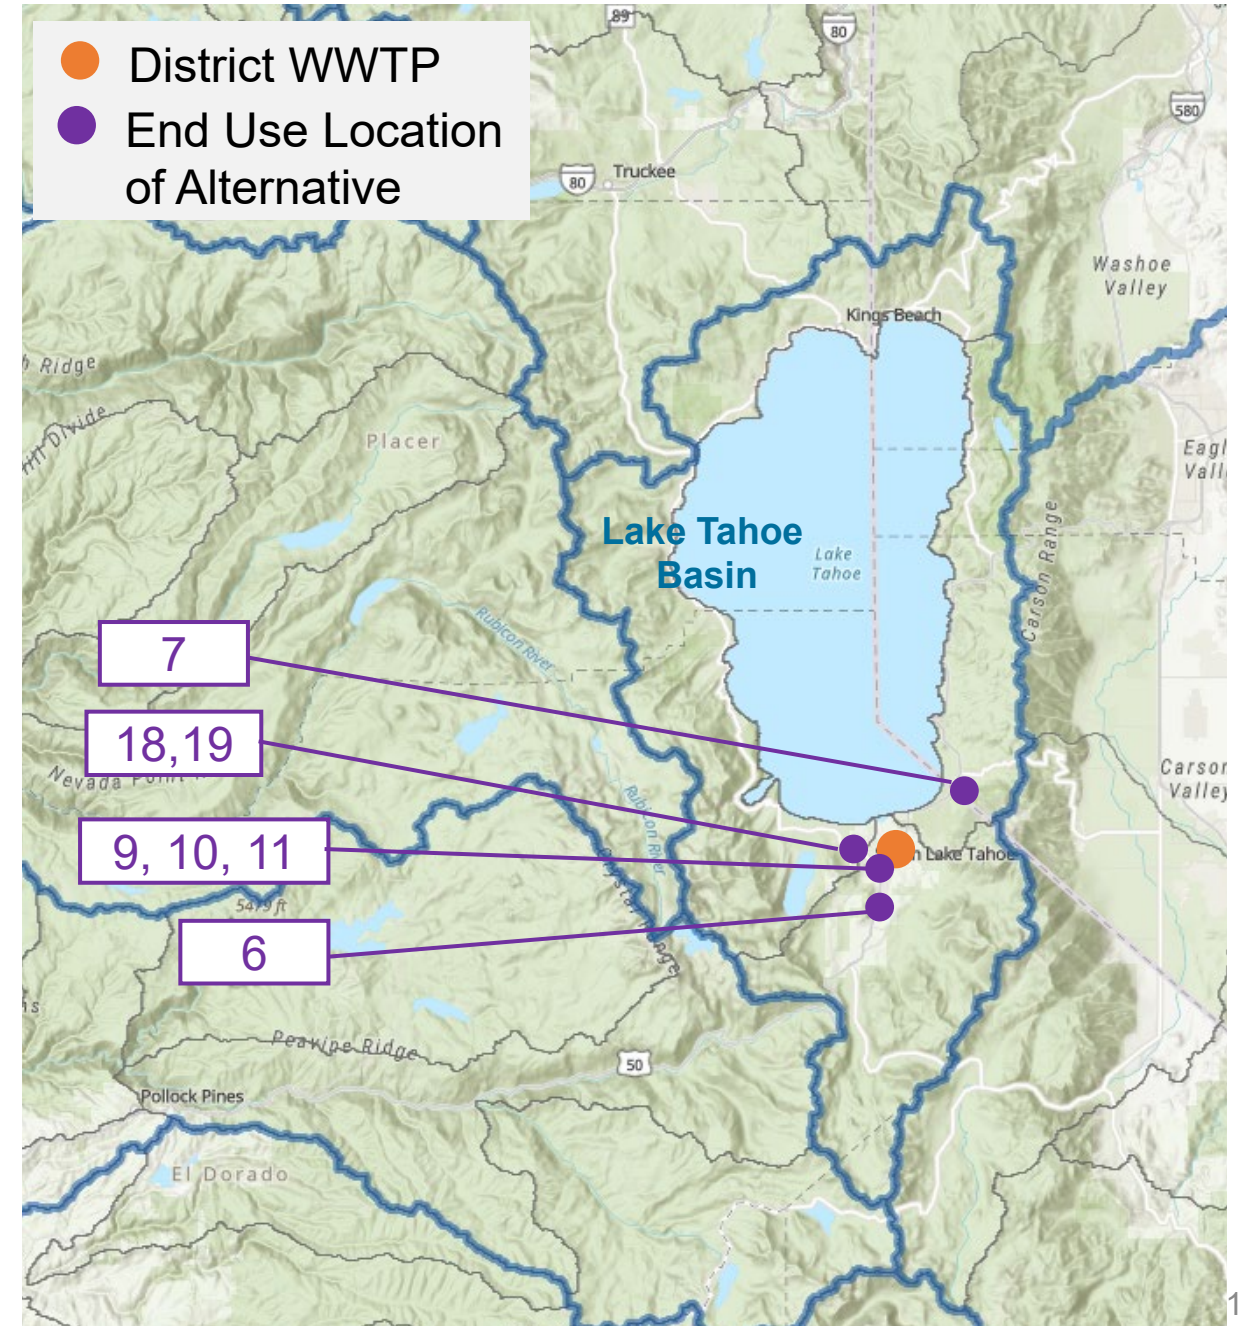 District WWTP
End Use Location
of Alternative
89
80
580
80
Truckee
Washoe
Valley
Kings Beach
Ridge
Divide
Placer
Eagl
Vall
Carson Range
Lake Tahoe
Basin
Lake
Tahoe
Rubicon River
7
18,19
Nevada Point
Carson
Valley
Rubicon River
9, 10, 11
Lake Tahoe
5479 ft
6
Peavine Ridge
50
Pollock Pines
El Dorado
1